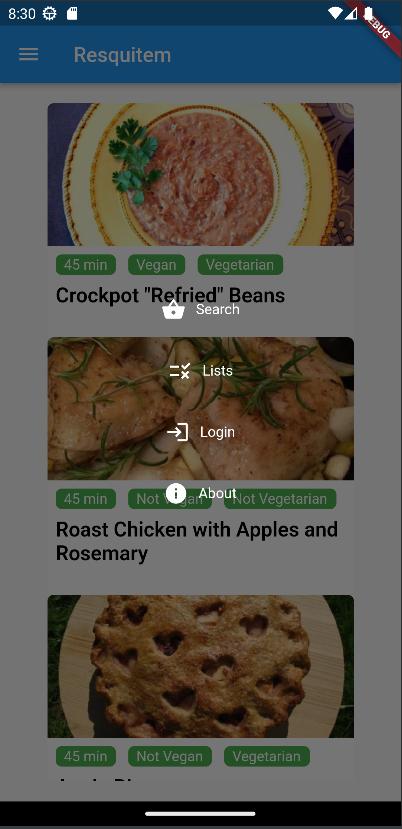 8:30
DEBUG
Resquitem
45 min Vegan Vegetarian
Crockpot "Refried" Beans
Search
Lists
Login
45 min Not Vegan Not Vegetarian
About
Roast Chicken with Apples and
Rosemary
45 min Not Vegan Vegetarian